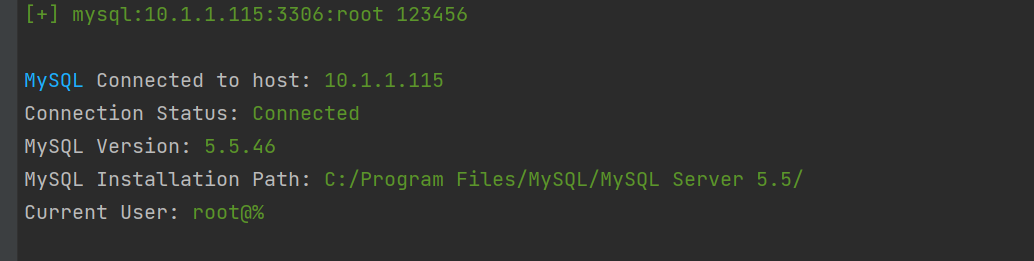 [+] mysql:10.1.1.115:3306:root 123456
MySQL Connected to host: 10.1.1.115
Connection Status: Connected
MySQL Version: 5.5.46
MySQL Installation Path: C:/Program Files/MySQL/MySQL Server 5.5/
Current User: root@%